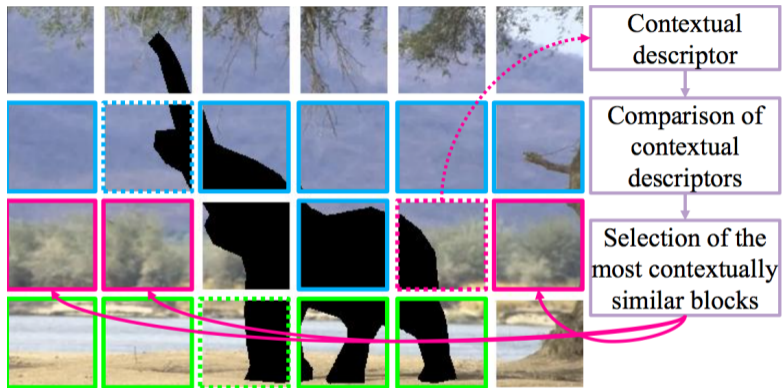 Contextual
descriptor
Comparison of
contextual
descriptors
Selection of the
most contextually
similar blocks